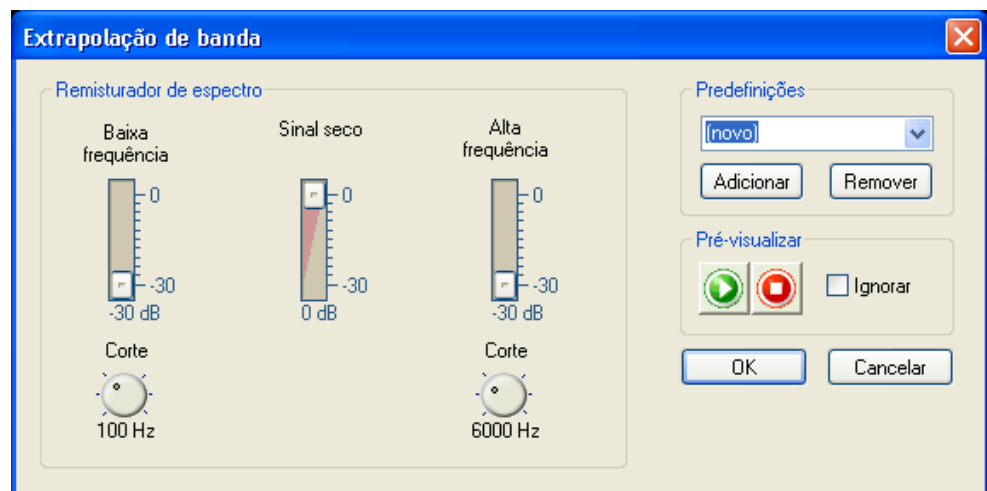 Extrapolação de banda
Remisturador de espectro
Baixa
frequência
0
-30
-30 dB
Corte
100 Hz
Sinal seco
0
-30
0 dB
Alta
frequência
0
-30
-30 dB
Corte
6000 Hz
Predefinições
(novo)
Adicionar
Remover
Pré-visualizar
Ignorar
OK
Cancelar